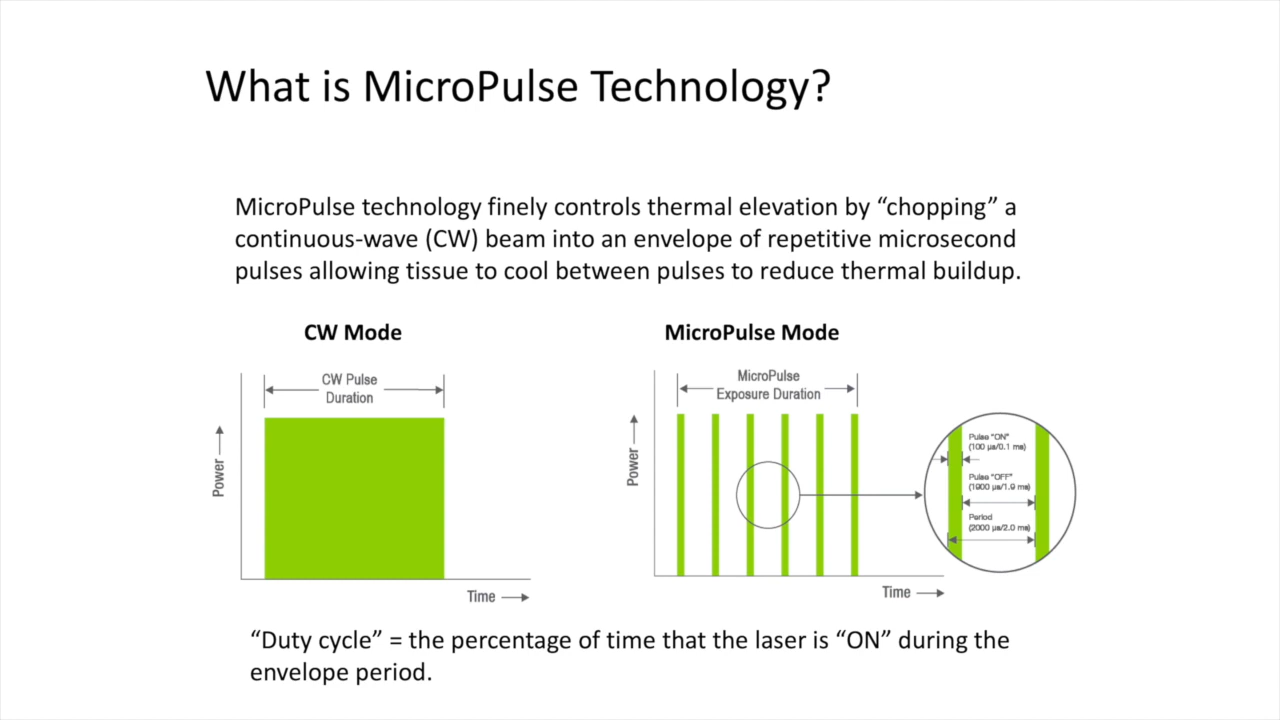 What is MicroPulse Technology?
MicroPulse technology finely controls thermal elevation by “chopping” a
continuous-wave (CW) beam into an envelope of repetitive microsecond
pulses allowing tissue to cool between pulses to reduce thermal buildup.
CW Mode
CW Pulse
Duration
Power
Time
MicroPulse Mode
MicroPulse
Exposure Duration
Power
Time
Pulse “ON”
(100 µs/0.1 ms)
Pulse “OFF”
(1900 µs/1.9 ms)
Period
(2000 µs/2.0 ms)
“Duty cycle” = the percentage of time that the laser is “ON” during the
envelope period.